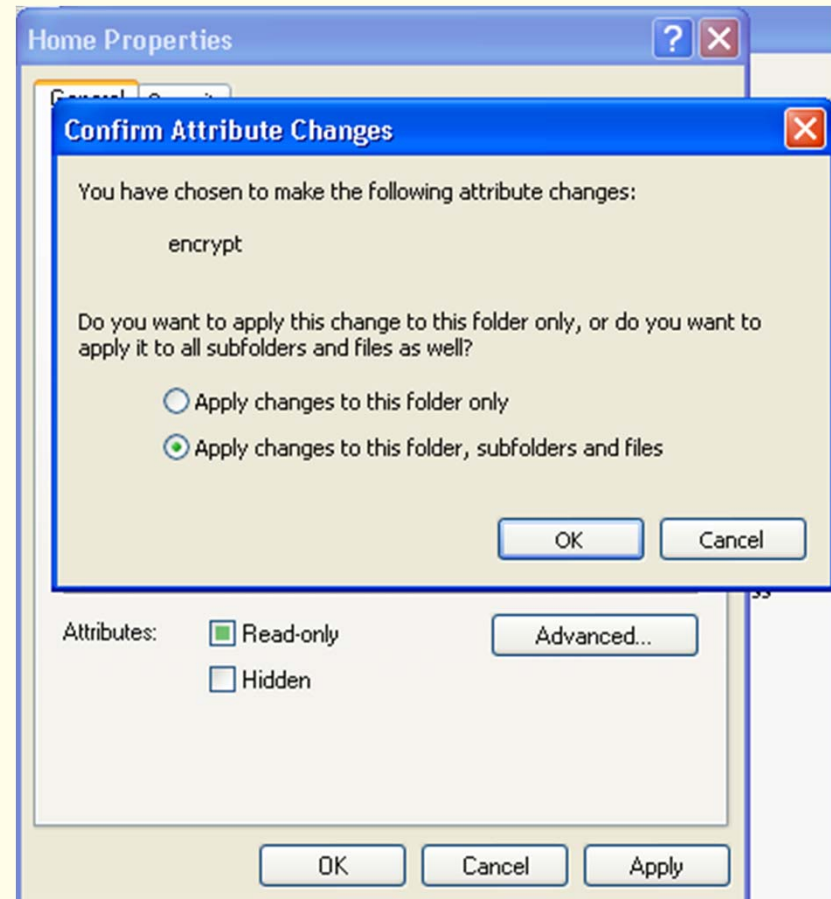 Home Properties
General
Confirm Attribute Changes
You have chosen to make the following attribute changes:
encrypt
Do you want to apply this change to this folder only, or do you want to
apply it to all subfolders and files as well?
Apply changes to this folder only
Apply changes to this folder, subfolders and files
OK Cancel
Attributes: Read-only Advanced...
Hidden
OK Cancel Apply